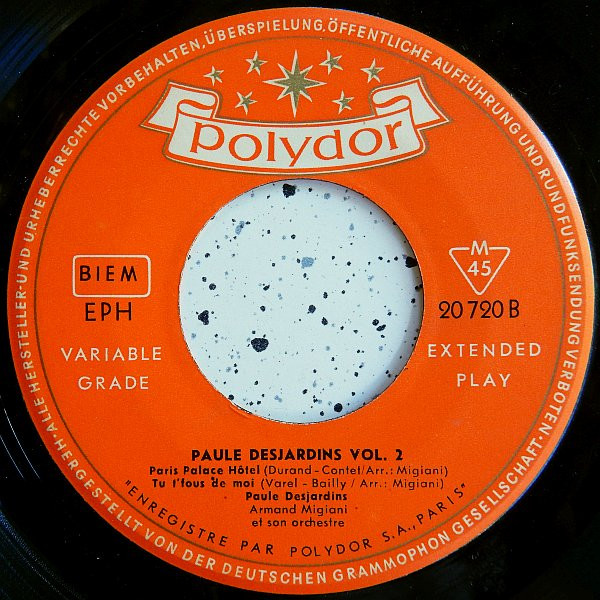 ALLE HERSTELLER- UND URHEBERRECHTE VORBEHALTEN, ÜBERSPIELUNG, ÖFFENTLICHE AUFFÜHRUNG UND RUNDFUNKSENDUNG VERBOTEN
polydor
BIEM
EPH
VARIABLE
GRADE
M
45
20 720 B
EXTENDED
PLAY
PAULE DESJARDINS VOL. 2
Paris Palace Hôtel (Durand - Contet/Arr.: Migiani)
Tu t'fous de moi (Varel - Bailly / Arr.: Migiani)
Paule Desjardins
Armand Migiani
et son orchestre
"ENREGISTRE PAR POLYDOR S.A., PARIS"
· HERGESTELLT VON DER DEUTSCHEN GRAMMOPHON GESELLSCHAFT ·